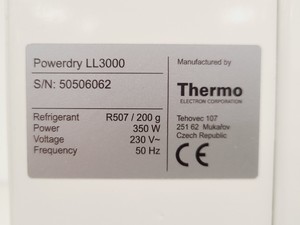 Powerdry LL3000
S/N: 50506062
Refrigerant R507 / 200 g
Power 350 W
Voltage 230 V~
Frequency 50 Hz
Manufactured by
Thermo
ELECTRON CORPORATION
Tehovec 107
251 62 Mukařov
Czech Republic
CE